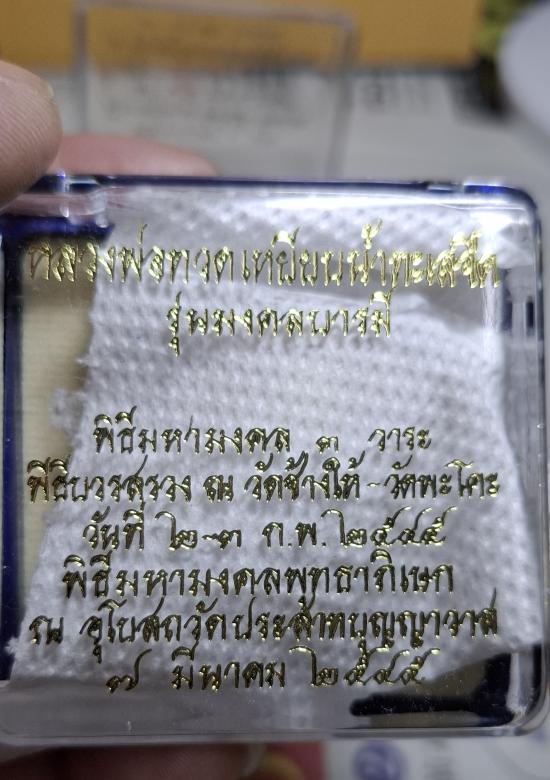 หลวงพ่อทวดเหยียบน้ำทะเลจืด
รุ่นมงคลบารมี
พิธีมหามงคล ๓ วาระ
พิธีบวรสรวง ณ วัดช้างให้ - วัดพะโคะ
วันที่ ๒-๓ ก.พ. ๒๕๔๕
พิธีมหามงคลพุทธาภิเษก
ณ อุโบสถวัดประสาทบุญญาวาส
๗ มีนาคม ๒๕๔๕